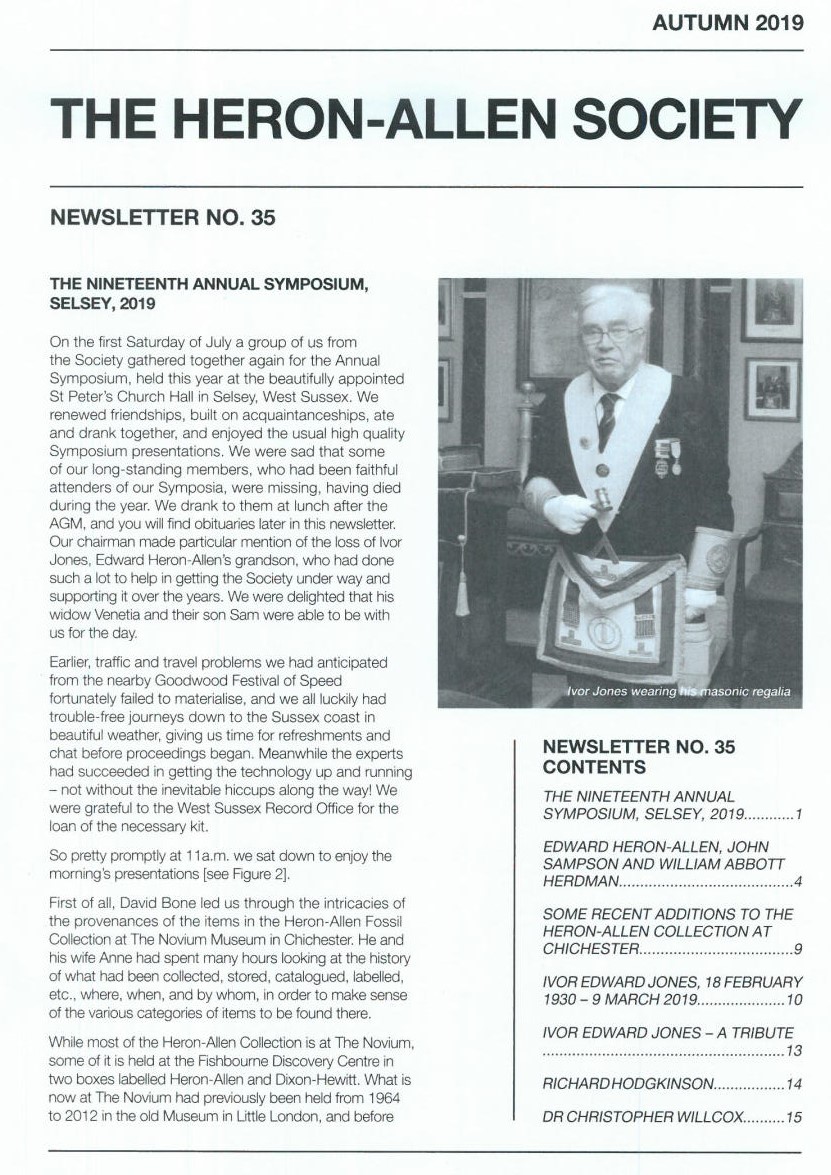 AUTUMN 2019
THE HERON-ALLEN SOCIETY
NEWSLETTER NO. 35
THE NINETEENTH ANNUAL SYMPOSIUM,
SELSEY, 2019
On the first Saturday of July a group of us from
the Society gathered together again for the Annual
Symposium, held this year at the beautifully appointed
St Peter's Church Hall in Selsey, West Sussex. We
renewed friendships, built on acquaintanceships, ate
and drank together, and enjoyed the usual high quality
Symposium presentations. We were sad that some
of our long-standing members, who had been faithful
attenders of our Symposia, were missing, having died
during the year. We drank to them at lunch after the
AGM, and you will find obituaries later in this newsletter.
Our chairman made particular mention of the loss of Ivor
Jones, Edward Heron-Allen's grandson, who had done
such a lot to help in getting the Society under way and
supporting it over the years. We were delighted that his
widow Venetia and their son Sam were able to be with
us for the day.
Earlier, traffic and travel problems we had anticipated
from the nearby Goodwood Festival of Speed
fortunately failed to materialise, and we all luckily had
trouble-free journeys down to the Sussex coast in
beautiful weather, giving us time for refreshments and
chat before proceedings began. Meanwhile the experts
had succeeded in getting the technology up and running
– not without the inevitable hiccups along the way! We
were grateful to the West Sussex Record Office for the
loan of the necessary kit.
So pretty promptly at 11a.m. we sat down to enjoy the
morning's presentations [see Figure 2].
First of all, David Bone led us through the intricacies of
the provenances of the items in the Heron-Allen Fossil
Collection at The Novium Museum in Chichester. He and
his wife Anne had spent many hours looking at the history
of what had been collected, stored, catalogued, labelled,
etc., where, when, and by whom, in order to make sense
of the various categories of items to be found there.
While most of the Heron-Allen Collection is at The Novium,
some of it is held at the Fishbourne Discovery Centre in
two boxes labelled Heron-Allen and Dixon-Hewitt. What is
now at The Novium had previously been held from 1964
to 2012 in the old Museum in Little London, and before
Ivor Jones wearing his masonic regalia
NEWSLETTER NO. 35
CONTENTS
THE NINETEENTH ANNUAL
SYMPOSIUM, SELSEY, 2019............1
EDWARD HERON-ALLEN, JOHN
SAMPSON AND WILLIAM ABBOTT
HERDMAN..........................................4
SOME RECENT ADDITIONS TO THE
HERON-ALLEN COLLECTION AT
CHICHESTER.....................................9
IVOR EDWARD JONES, 18 FEBRUARY
1930 – 9 MARCH 2019.....................10
IVOR EDWARD JONES – A TRIBUTE
..........................................................13
RICHARD HODGKINSON.................14
DR CHRISTOPHER WILLCOX..........15